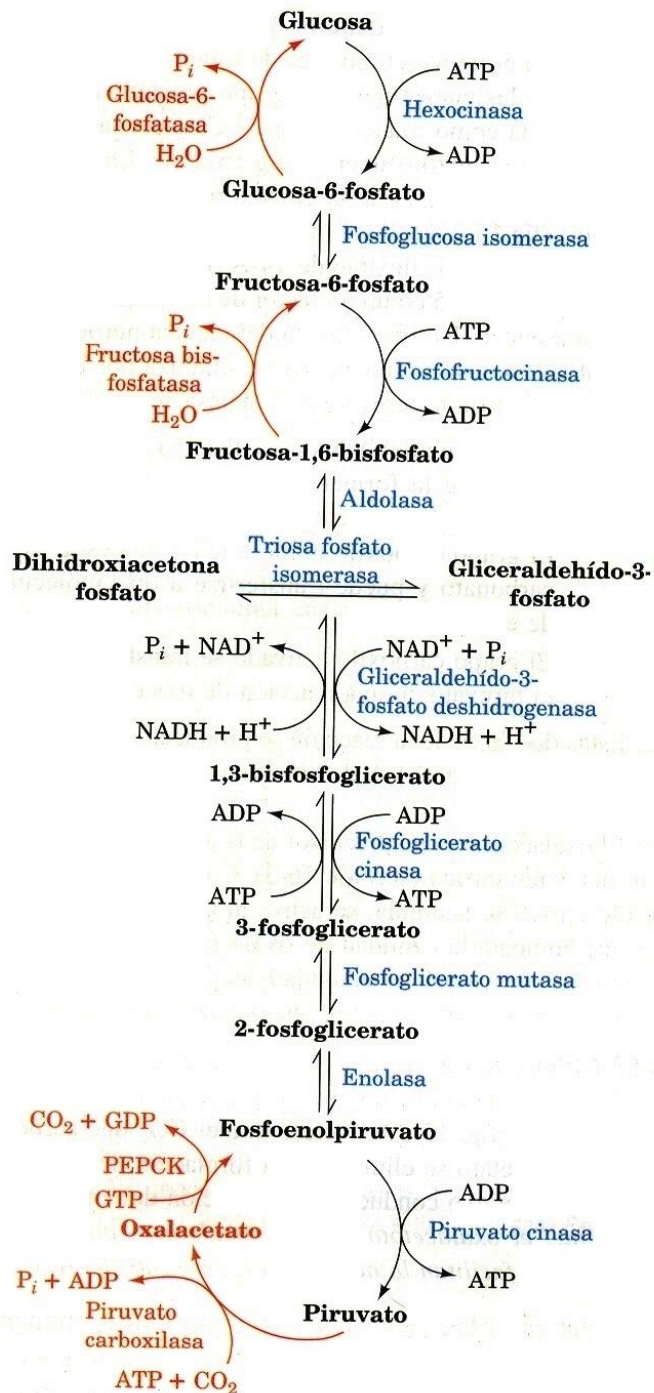 Glucosa
Pi
ATP
Glucosa-6-
fosfatasa
Hexocinasa
H2O
ADP
Glucosa-6-fosfato
Fosfoglucosa isomerasa
Fructosa-6-fosfato
Pi
ATP
Fructosa bis-
fosfatasa
Fosfofructocinasa
H2O
ADP
Fructosa-1,6-bisfosfato
Aldolasa
Triosa fosfato
isomerasa
Dihidroxiacetona
fosfato
Gliceraldehído-3-
fosfato
Pi + NAD+
NAD+ + Pi
Gliceraldehído-3-
fosfato deshidrogenasa
NADH + H+
NADH + H+
1,3-bisfosfoglicerato
ADP
ADP
Fosfoglicerato
cinasa
ATP
ATP
3-fosfoglicerato
Fosfoglicerato mutasa
2-fosfoglicerato
Enolasa
Fosfoenolpiruvato
CO2 + GDP
PEPCK
GTP
ADP
Oxalacetato
Piruvato cinasa
Pi + ADP
ATP
Piruvato
Piruvato
carboxilasa
ATP + CO2